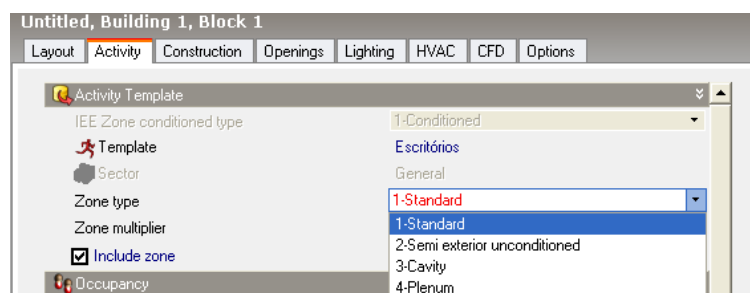 Untitled, Building 1, Block 1
Layout Activity Construction Openings Lighting HVAC CFD Options
Activity Template
IEE Zone conditioned type 1-Conditioned
Template Escritórios
Sector General
Zone type 1-Standard
1-Standard
Zone multiplier
2-Semi exterior unconditioned
Include zone
3-Cavity
Occupancy
4-Plenum